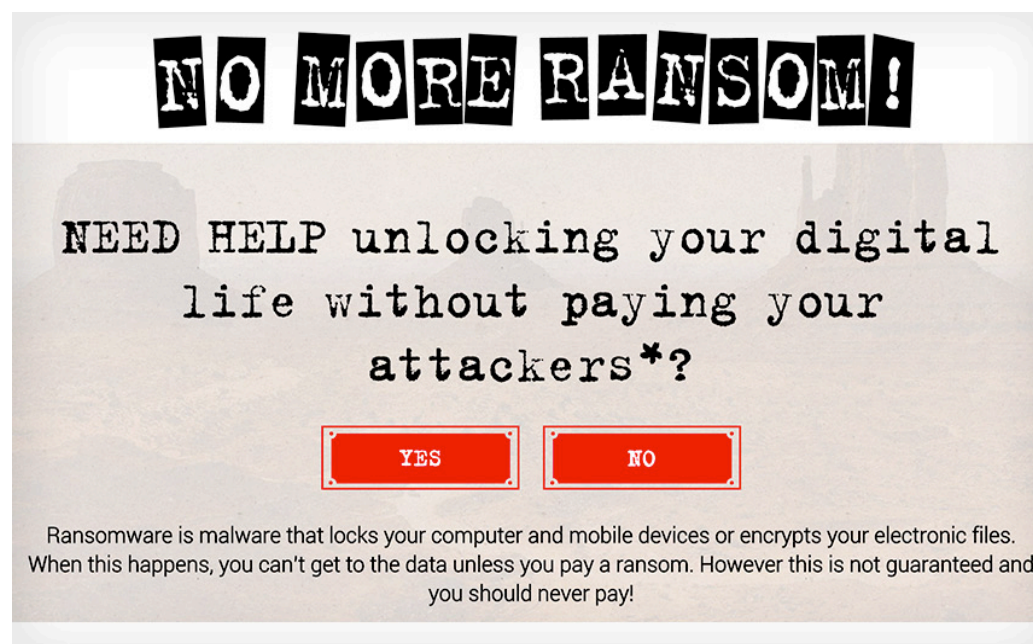 NO MORE RANSOM!
NEED HELP unlocking your digital
life without paying your
attackers*?
YES NO
Ransomware is malware that locks your computer and mobile devices or encrypts your electronic files.
When this happens, you can't get to the data unless you pay a ransom. However this is not guaranteed and
you should never pay!